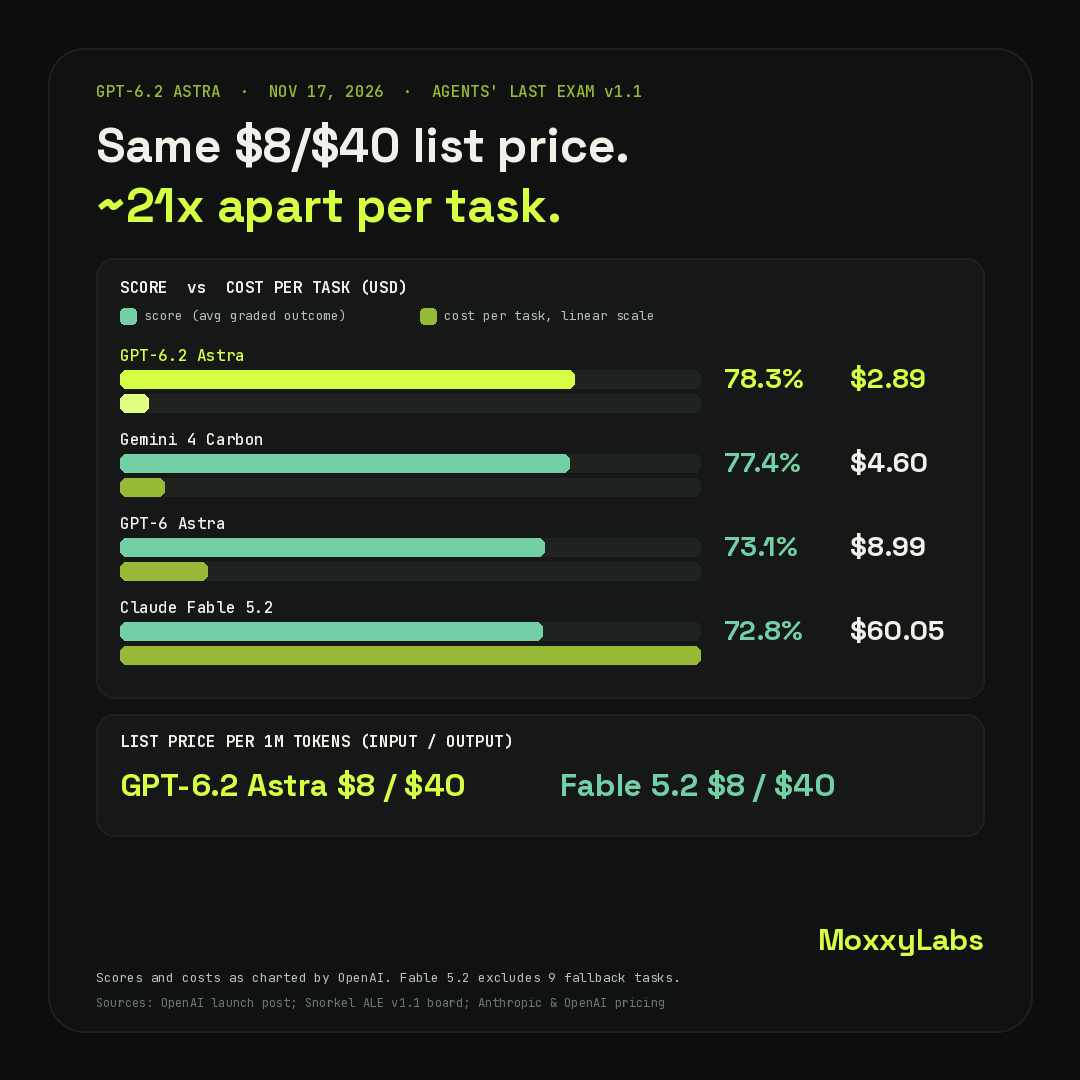 GPT-6.2 ASTRA · NOV 17, 2026 · AGENTS' LAST EXAM v1.1
Same $8/$40 list price.
~21x apart per task.
SCORE vs COST PER TASK (USD)
score (avg graded outcome) cost per task, linear scale
GPT-6.2 Astra
78.3% $2.89
Gemini 4 Carbon
77.4% $4.60
GPT-6 Astra
73.1% $8.99
Claude Fable 5.2
72.8% $60.05
LIST PRICE PER 1M TOKENS (INPUT / OUTPUT)
GPT-6.2 Astra $8 / $40 Fable 5.2 $8 / $40
MoxxyLabs
Scores and costs as charted by OpenAI. Fable 5.2 excludes 9 fallback tasks.
Sources: OpenAI launch post; Snorkel ALE v1.1 board; Anthropic & OpenAI pricing